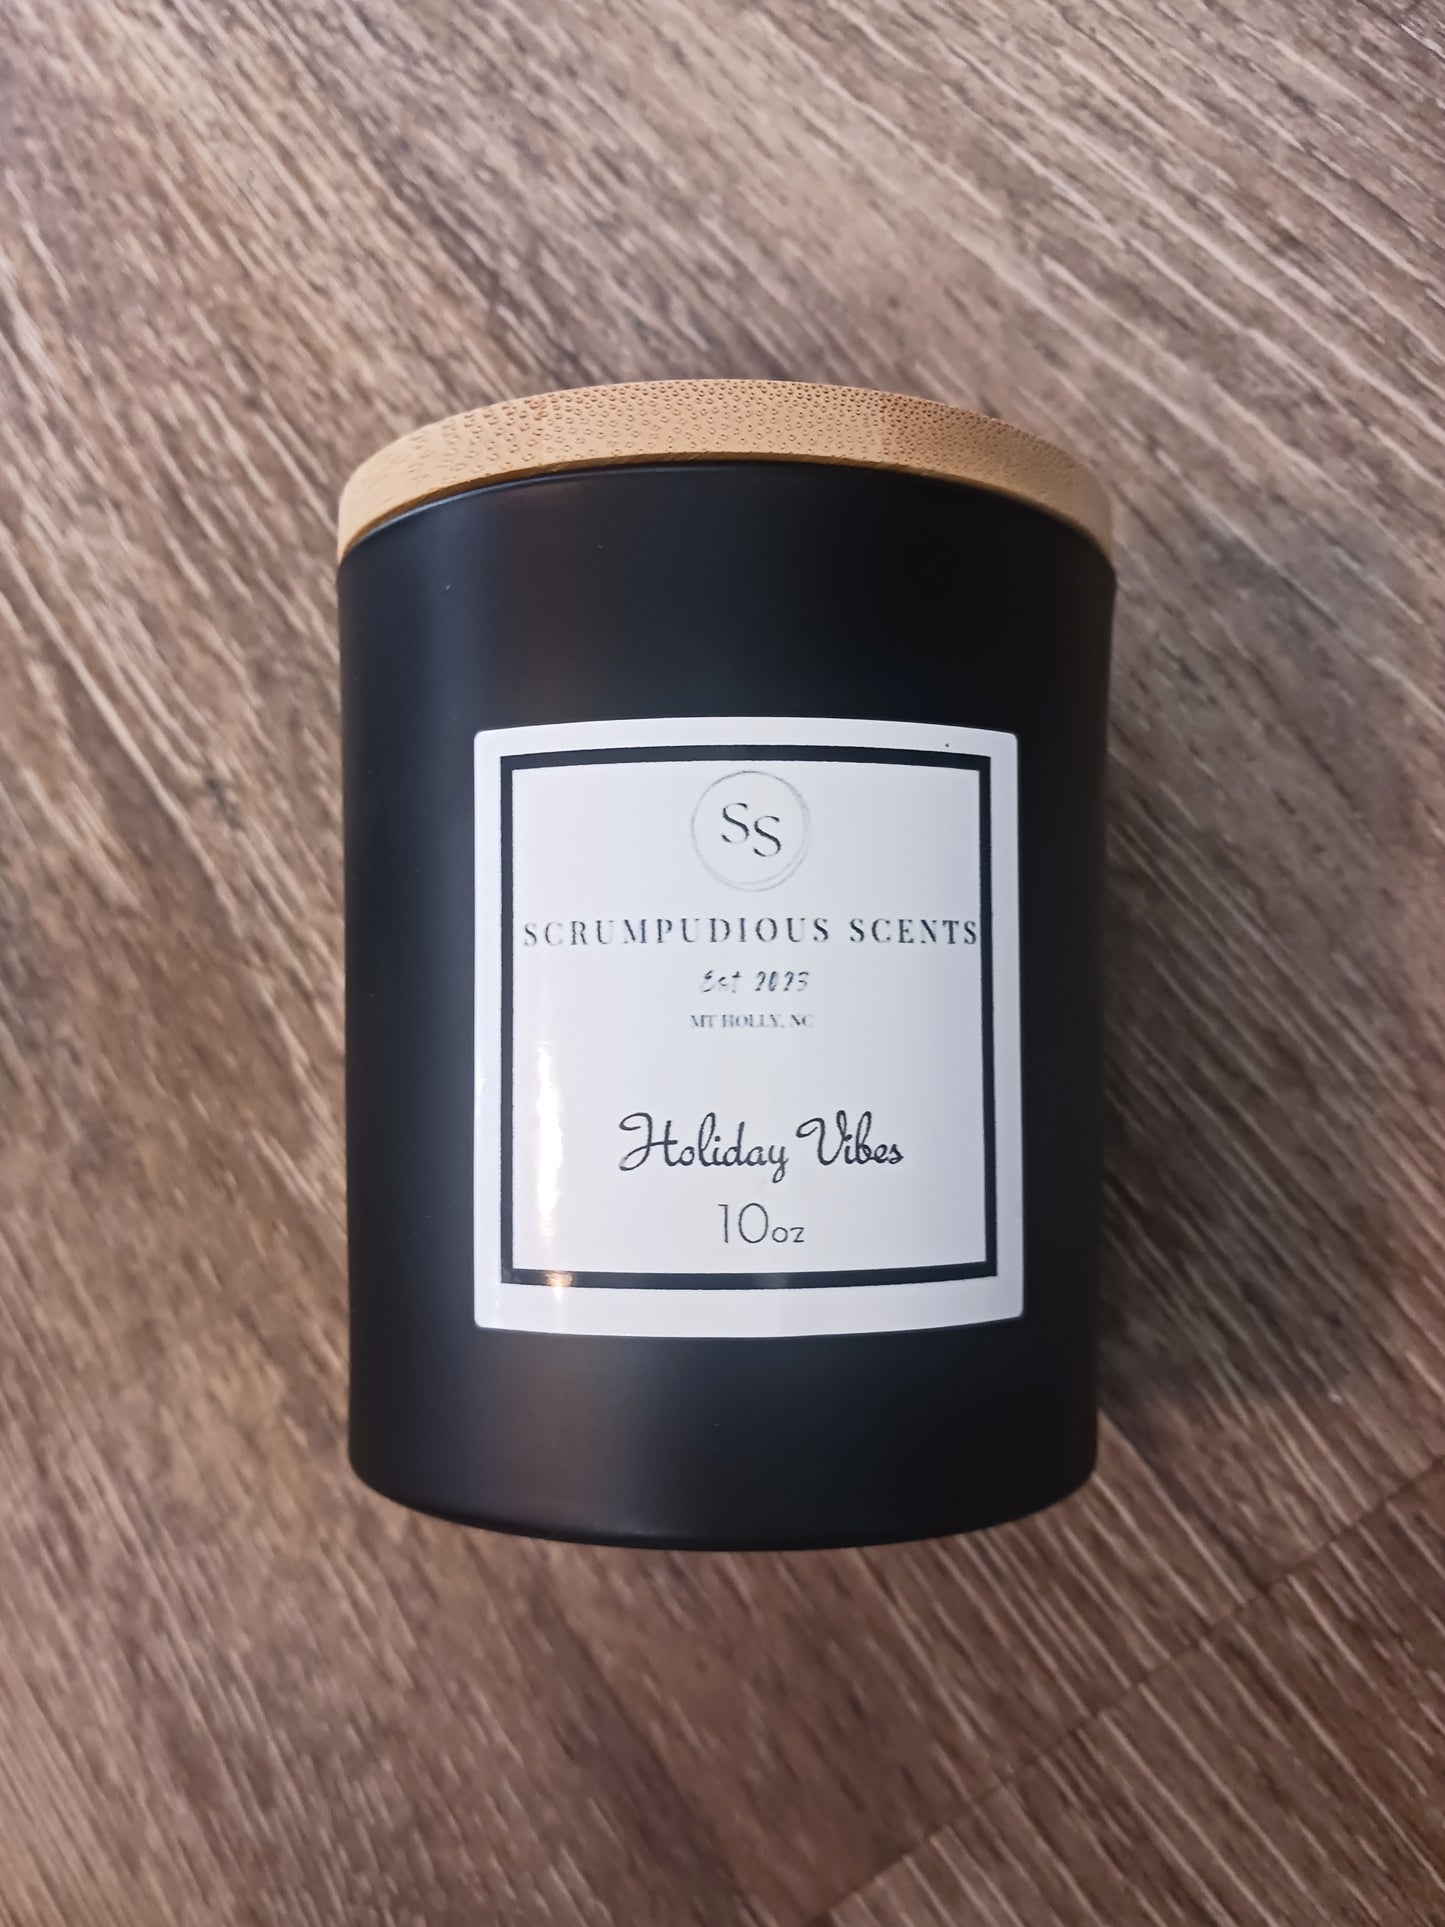 SS
SCRUMPUDIOUS SCENTS
Est 2023
MT HOLLY, NC
Holiday Vibes
10oz